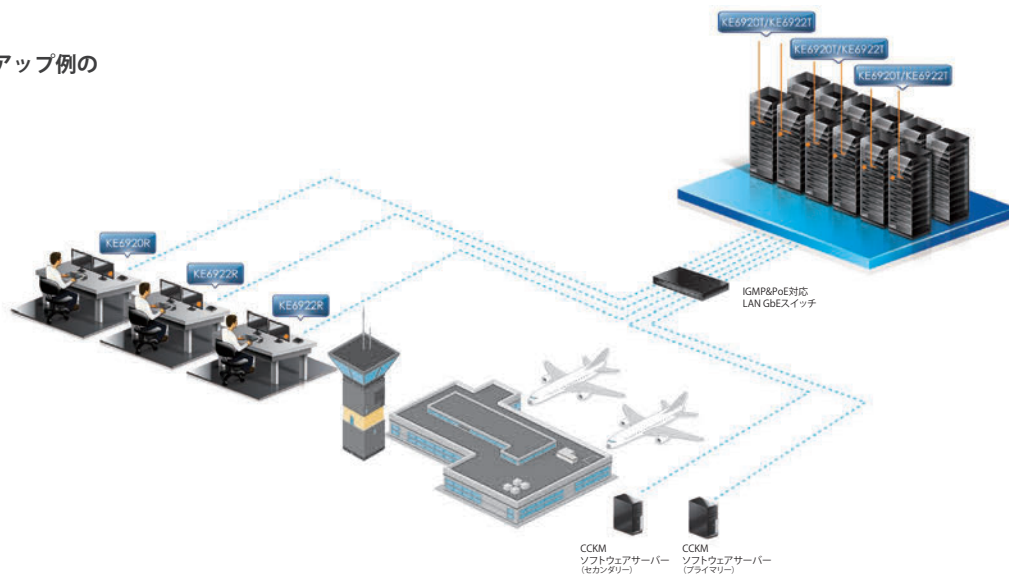 アップ例の
KE6920T/KE6922T
KE6920T/KE6922T
KE6920T/KE6922T
KE6920R
KE6922R
KE6922R
IGMP&PoE対応
LAN GbEスイッチ
CCKM
ソフトウェアサーバー
(セカンダリー)
CCKM
ソフトウェアサーバー
(プライマリー)